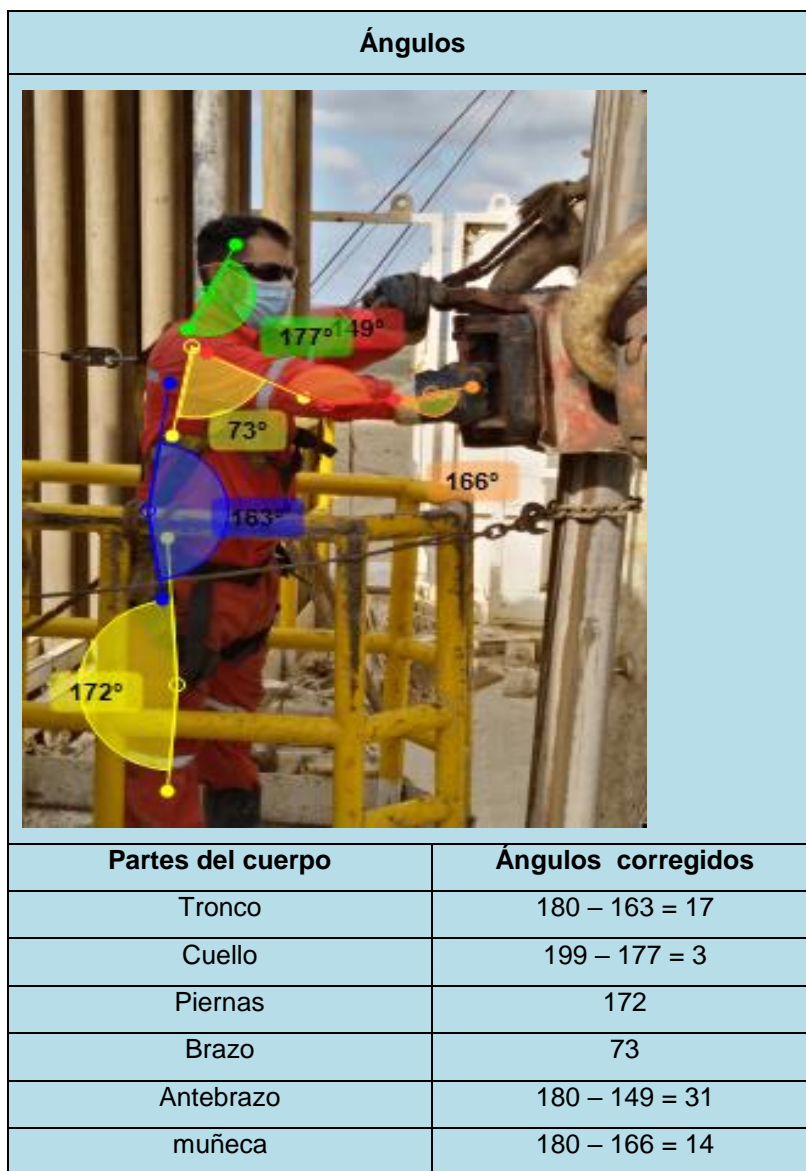 Ángulos
177° 149°
73°
166°
163°
172°
Partes del cuerpo Ángulos corregidos
Tronco 180 – 163 = 17
Cuello 199 – 177 = 3
Piernas 172
Brazo 73
Antebrazo 180 – 149 = 31
muñeca 180 – 166 = 14